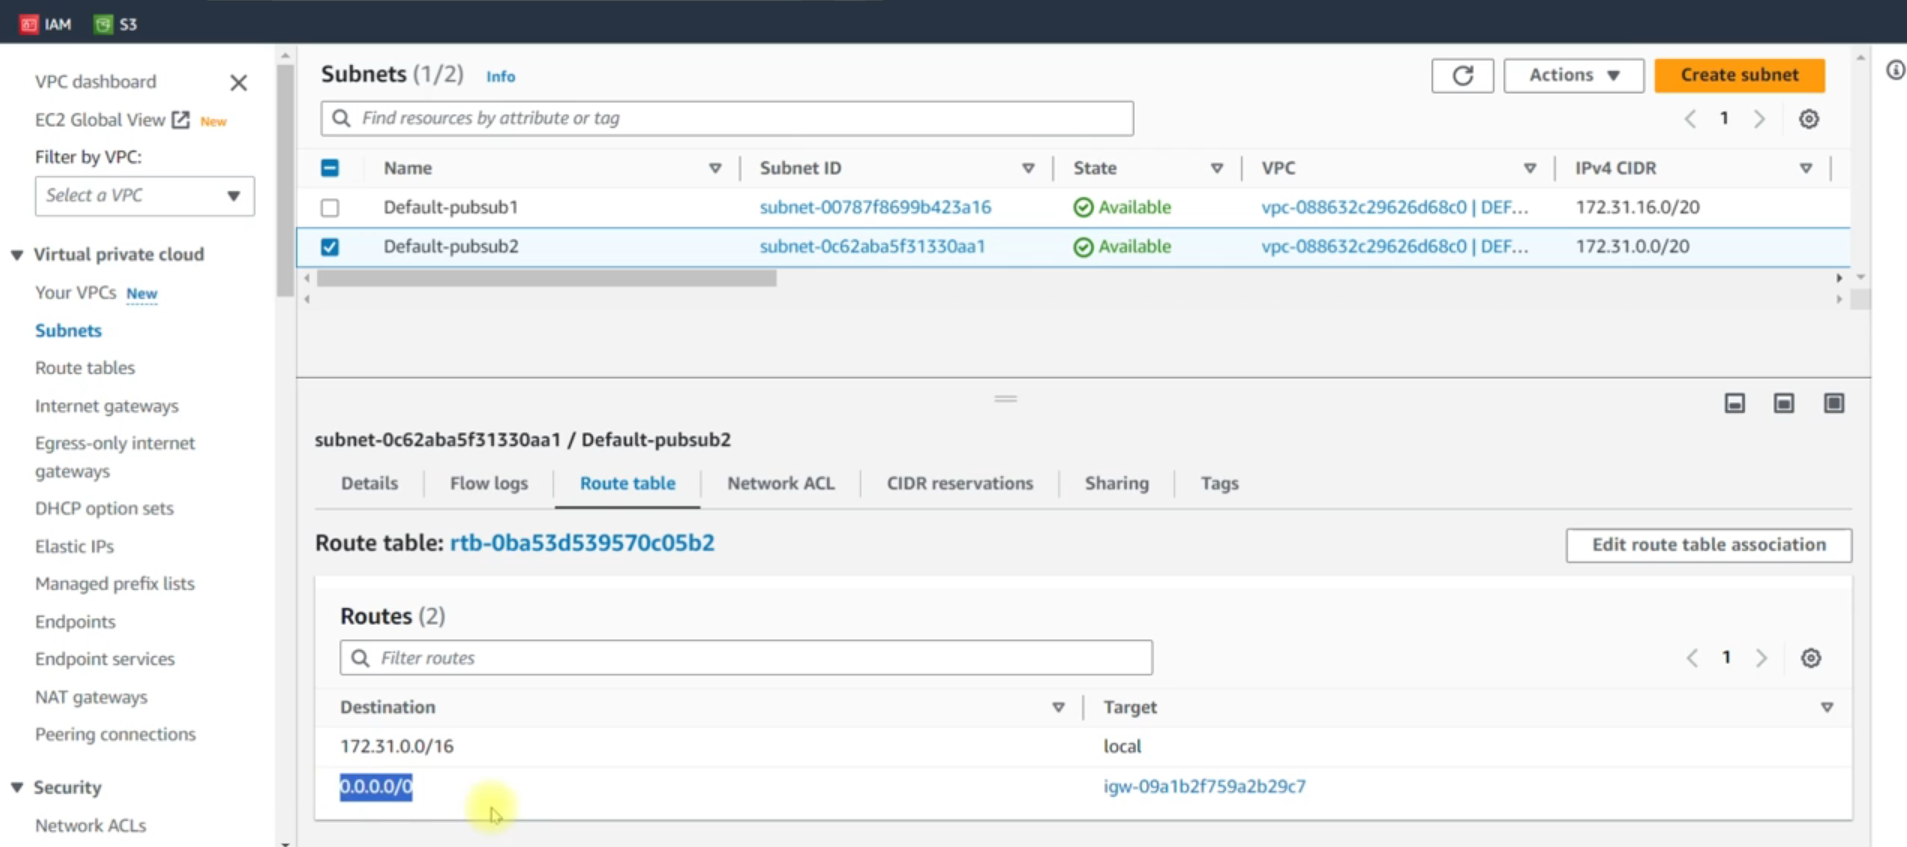 IAM S3
VPC dashboard
EC2 Global View New
Filter by VPC:
Select a VPC
Virtual private cloud
Your VPCs New
Subnets
Route tables
Internet gateways
Egress-only internet
gateways
DHCP option sets
Elastic IPs
Managed prefix lists
Endpoints
Endpoint services
NAT gateways
Peering connections
Security
Network ACLs
Subnets (1/2) Info
Actions
Create subnet
Find resources by attribute or tag
1
Name Subnet ID State VPC IPv4 CIDR
Default-pubsub1 subnet-00787f8699b423a16 Available vpc-088632c29626d68c0 | DEF... 172.31.16.0/20
Default-pubsub2 subnet-0c62aba5f31330aa1 Available vpc-088632c29626d68c0 | DEF... 172.31.0.0/20
subnet-0c62aba5f31330aa1 / Default-pubsub2
Details Flow logs Route table Network ACL CIDR reservations Sharing Tags
Route table: rtb-0ba53d539570c05b2
Edit route table association
Routes (2)
Filter routes
1
Destination Target
172.31.0.0/16 local
0.0.0.0/0 igw-09a1b2f759a2b29c7